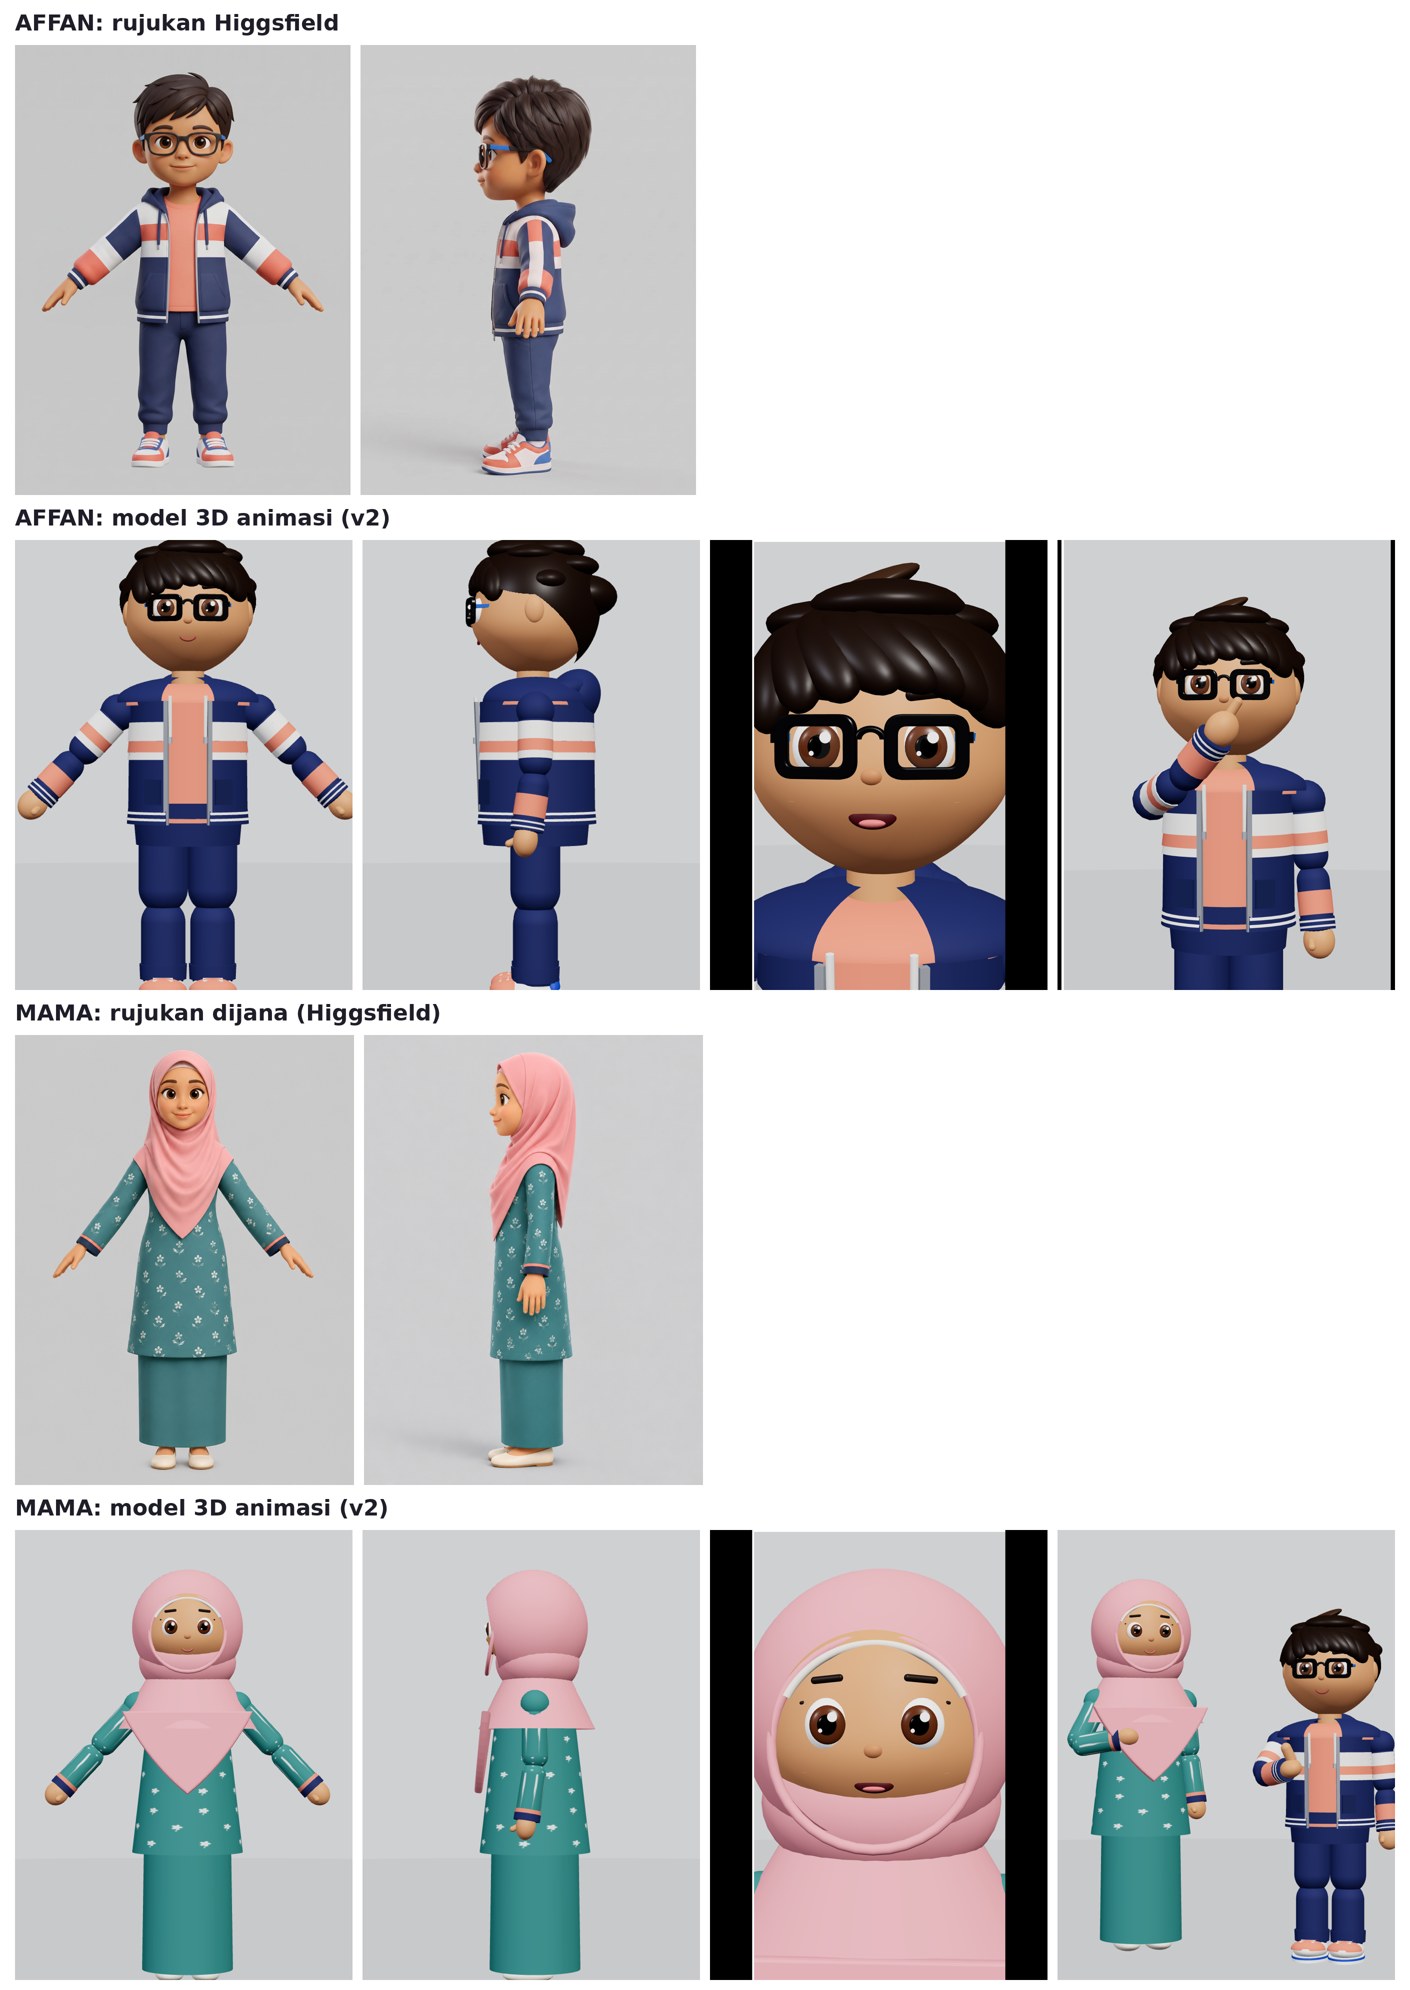 AFFAN: rujukan Higgsfield
AFFAN: model 3D animasi (v2)
MAMA: rujukan dijana (Higgsfield)
MAMA: model 3D animasi (v2)